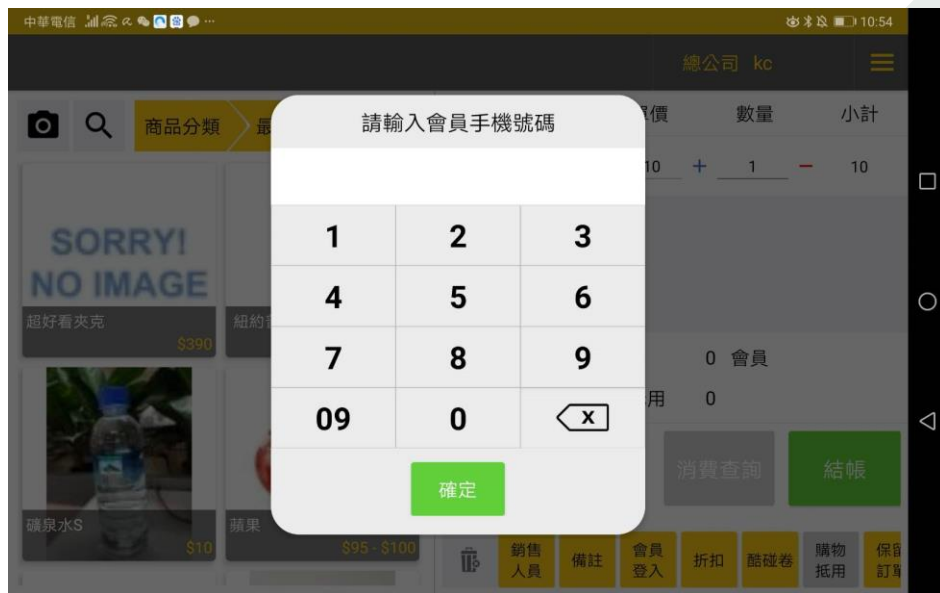 中華電信
10:54
總公司 kc
商品分類
單價 數量 小計
10 + 1 − 10
請輸入會員手機號碼
1 2 3
4 5 6
7 8 9
09 0 x
確定
SORRY!
NO IMAGE
超好看夾克
$390
紐約
礦泉水S
$10
蘋果
$95 - $100
0 會員
用 0
消費查詢
結帳
銷售
人員
備註
會員
登入
折扣
酷碰卷
購物
抵用
保留
訂單